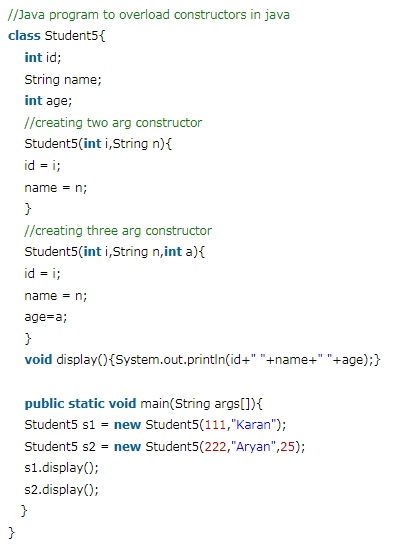 //Java program to overload constructors in java
class Student5{
int id;
String name;
int age;
//creating two arg constructor
Student5(int i,String n){
id = i;
name = n;
}
//creating three arg constructor
Student5(int i,String n,int a){
id = i;
name = n;
age=a;
}
void display(){System.out.println(id+" "+name+" "+age);}
public static void main(String args[]){
Student5 s1 = new Student5(111,"Karan");
Student5 s2 = new Student5(222,"Aryan",25);
s1.display();
s2.display();
}
}